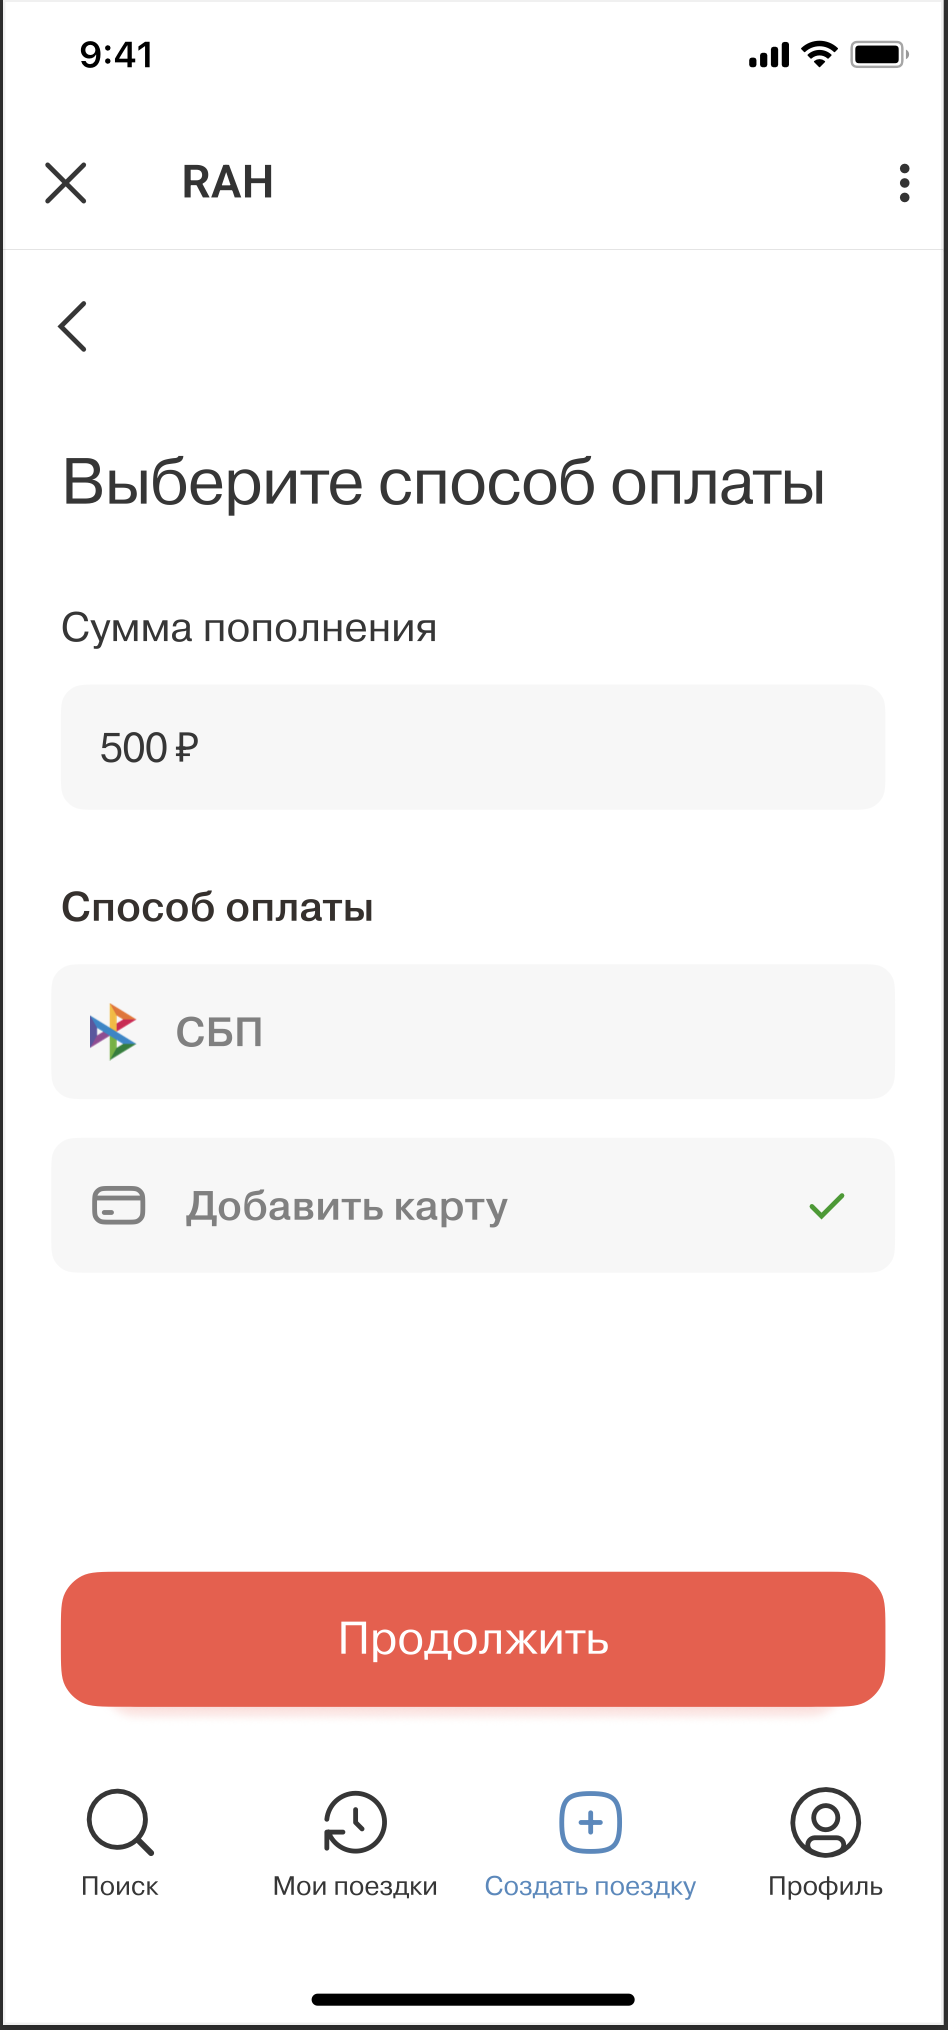 9:41
RAH
Выберите способ оплаты
Сумма пополнения
500 ₽
Способ оплаты
СБП
Добавить карту
Продолжить
Поиск
Мои поездки
Создать поездку
Профиль